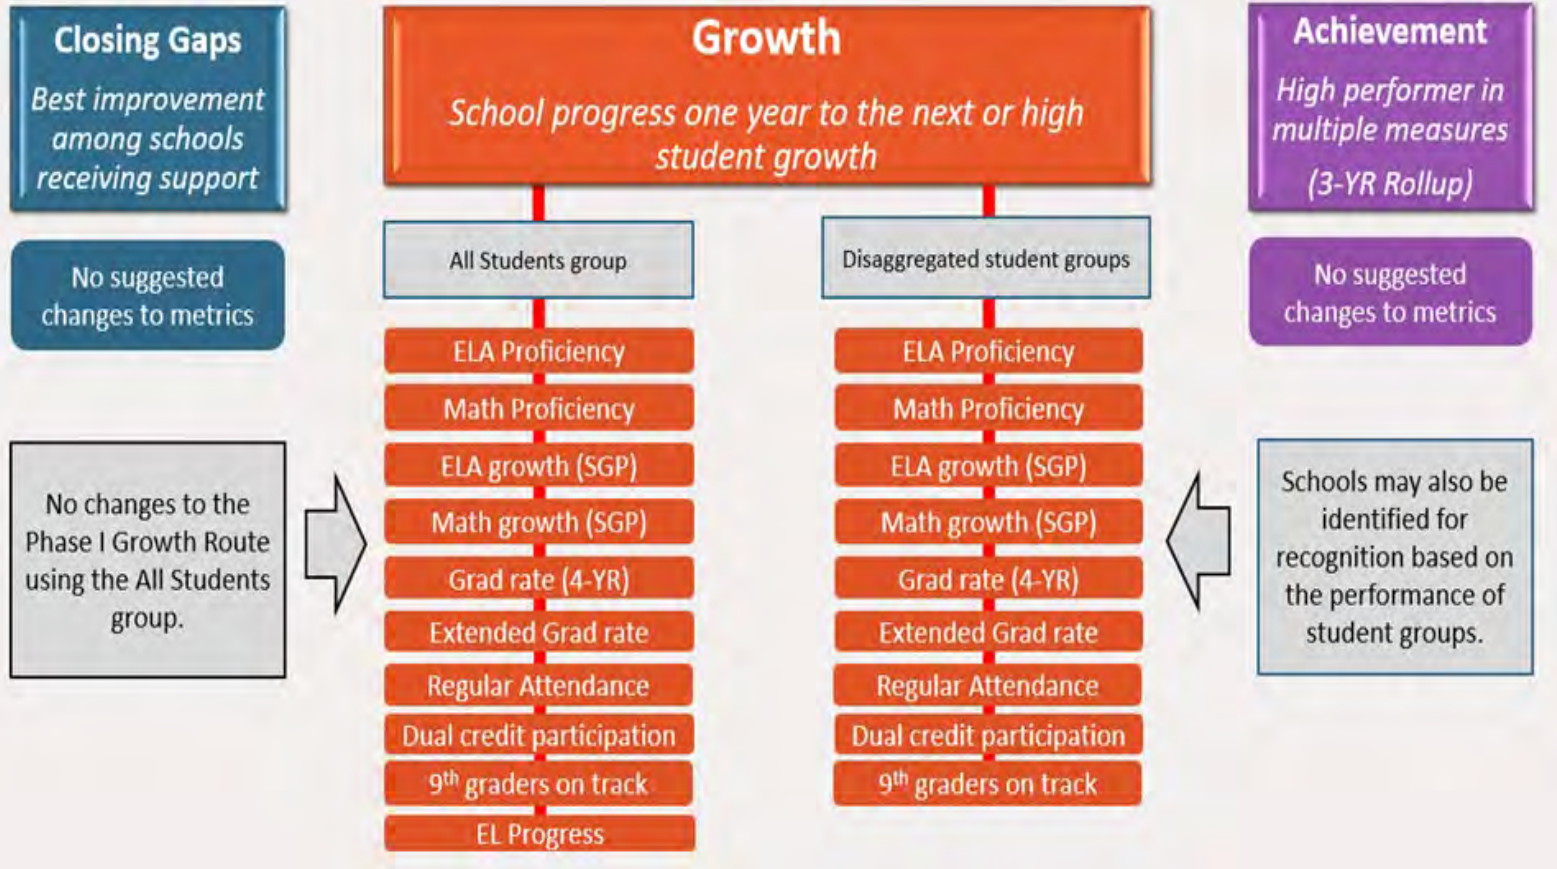 Closing Gaps
Best improvement
among schools
receiving support
No suggested
changes to metrics
No changes to the
Phase I Growth Route
using the All Students
group.
Growth
School progress one year to the next or high
student growth
All Students group
ELA Proficiency
Math Proficiency
ELA growth (SGP)
Math growth (SGP)
Grad rate (4-YR)
Extended Grad rate
Regular Attendance
Dual credit participation
9th graders on track
EL Progress
Disaggregated student groups
ELA Proficiency
Math Proficiency
ELA growth (SGP)
Math growth (SGP)
Grad rate (4-YR)
Extended Grad rate
Regular Attendance
Dual credit participation
9th graders on track
Achievement
High performer in
multiple measures
(3-YR Rollup)
No suggested
changes to metrics
Schools may also be
identified for
recognition based on
the performance of
student groups.